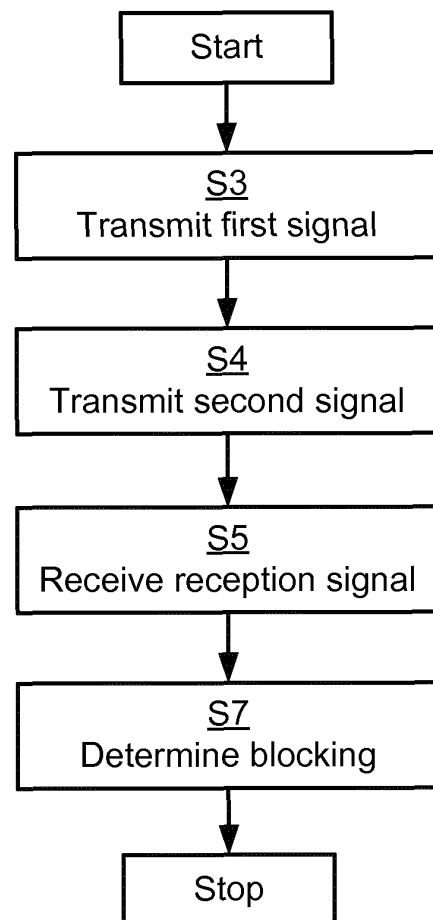 Start
S3
Transmit first signal
S4
Transmit second signal
S5
Receive reception signal
S7
Determine blocking
Stop